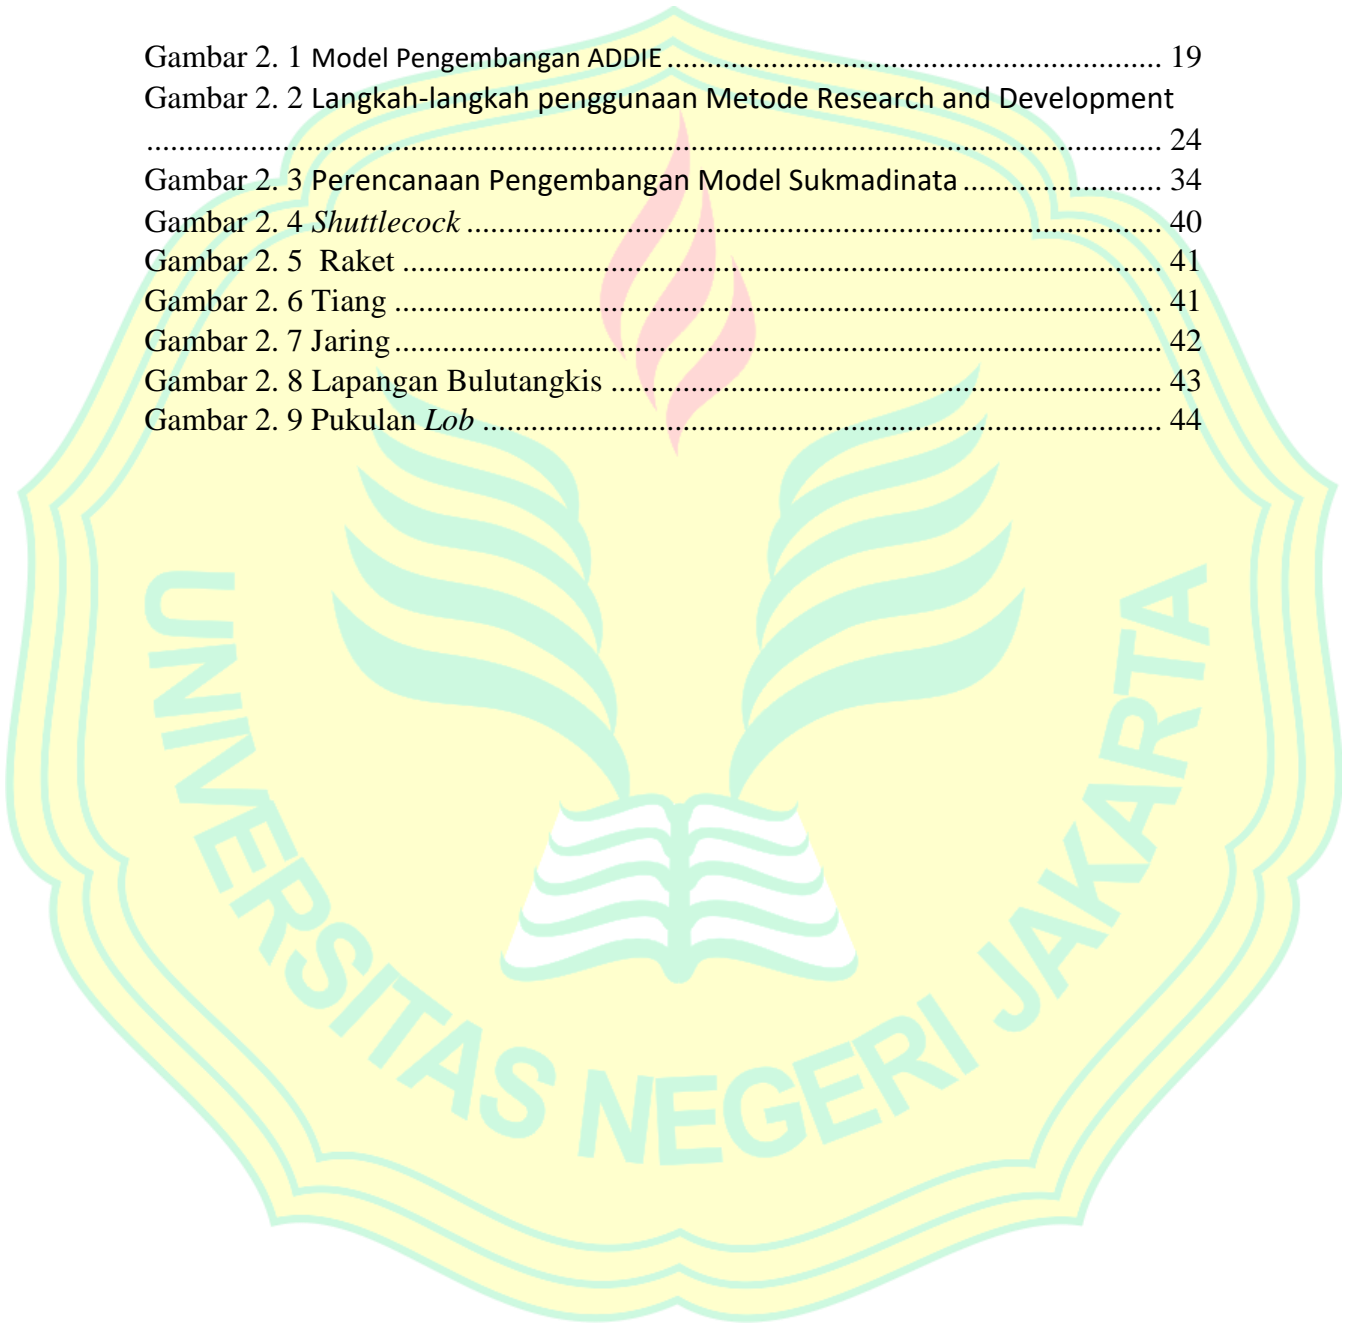 Gambar 2. 1 Model Pengembangan ADDIE .............................................................. 19
Gambar 2. 2 Langkah-langkah penggunaan Metode Research and Development
................................................................................................................................ 24
Gambar 2. 3 Perencanaan Pengembangan Model Sukmadinata ......................... 34
Gambar 2. 4 Shuttlecock ....................................................................................... 40
Gambar 2. 5  Raket ............................................................................................... 41
Gambar 2. 6 Tiang ................................................................................................ 41
Gambar 2. 7 Jaring ................................................................................................ 42
Gambar 2. 8 Lapangan Bulutangkis ..................................................................... 43
Gambar 2. 9 Pukulan Lob ..................................................................................... 44
UNIVERSITAS NEGERI JAKARTA